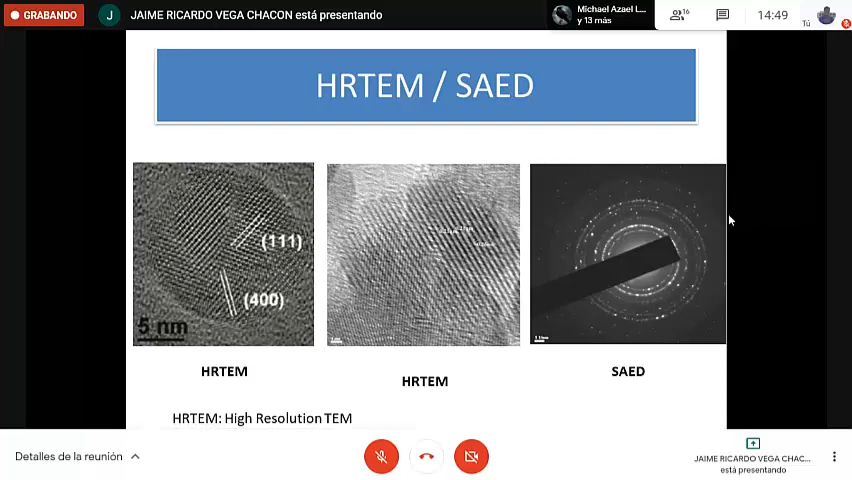 GRABANDO
J
JAIME RICARDO VEGA CHACON está presentando
Michael Azael L...
y 13 más
16
14:49
Tú
HRTEM / SAED
(111)
(400)
5 nm
HRTEM
HRTEM
SAED
HRTEM: High Resolution TEM
Detalles de la reunión
JAIME RICARDO VEGA CHAC...
está presentando